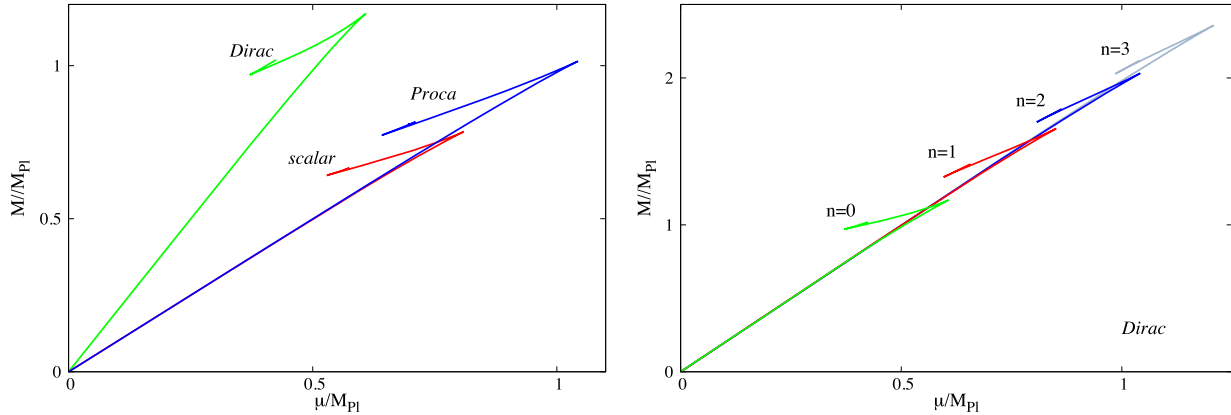 1
0.5
0
0
0.5
1
M//M_Pl
μ/M_Pl
Dirac
Proca
scalar
2
1
0
0
0.5
1
M//M_Pl
μ/M_Pl
n=3
n=2
n=1
n=0
Dirac